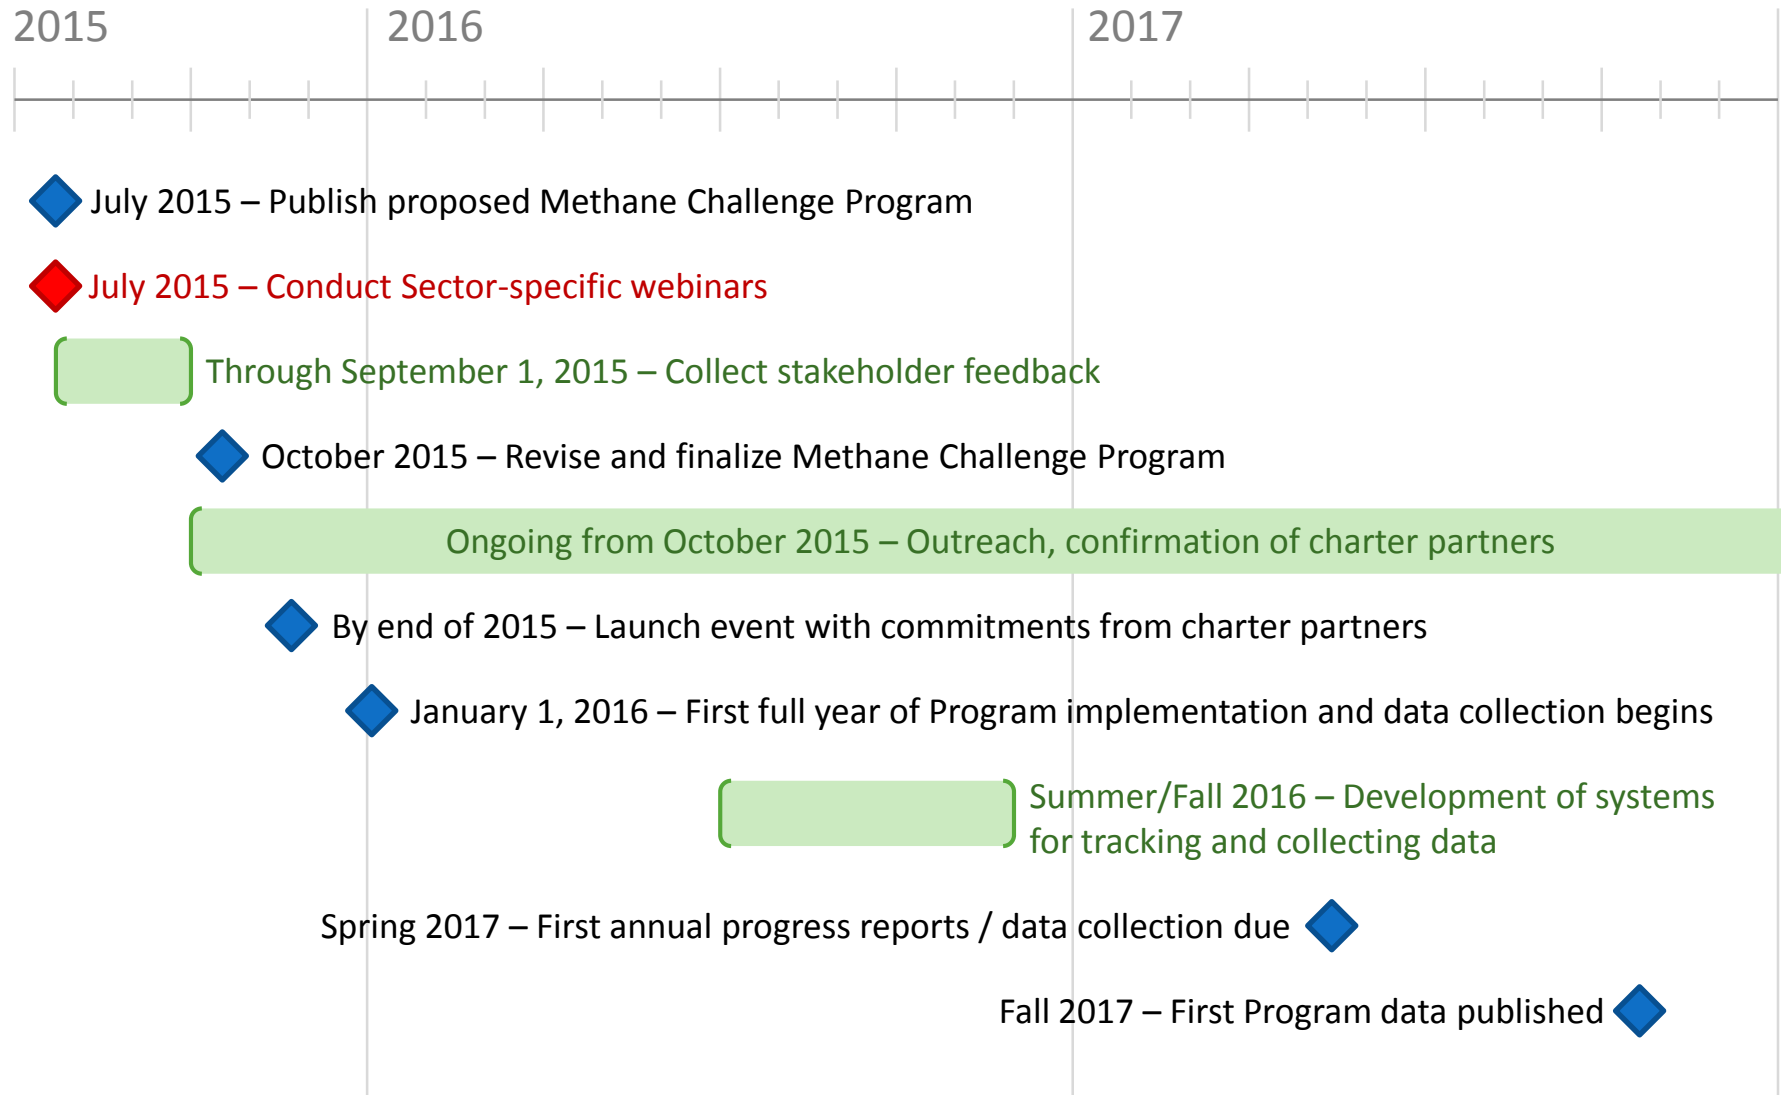 2015
2016
2017
July 2015 – Publish proposed Methane Challenge Program
July 2015 – Conduct Sector-specific webinars
Through September 1, 2015 – Collect stakeholder feedback
October 2015 – Revise and finalize Methane Challenge Program
Ongoing from October 2015 – Outreach, confirmation of charter partners
By end of 2015 – Launch event with commitments from charter partners
January 1, 2016 – First full year of Program implementation and data collection begins
Summer/Fall 2016 – Development of systems
for tracking and collecting data
Spring 2017 – First annual progress reports / data collection due
Fall 2017 – First Program data published